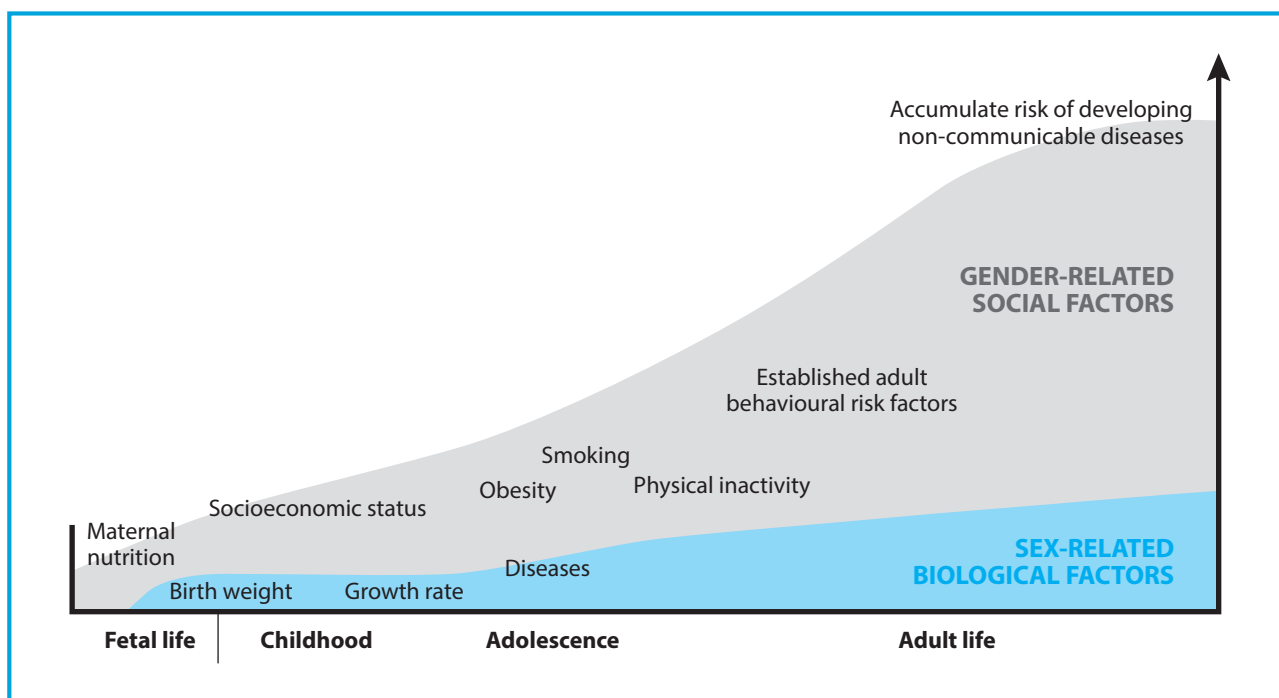 Accumulate risk of developing
non-communicable diseases
GENDER-RELATED
SOCIAL FACTORS
Established adult
behavioural risk factors
Smoking
Obesity
Physical inactivity
Socioeconomic status
Maternal
nutrition
Diseases
SEX-RELATED
BIOLOGICAL FACTORS
Birth weight
Growth rate
Fetal life
Childhood
Adolescence
Adult life